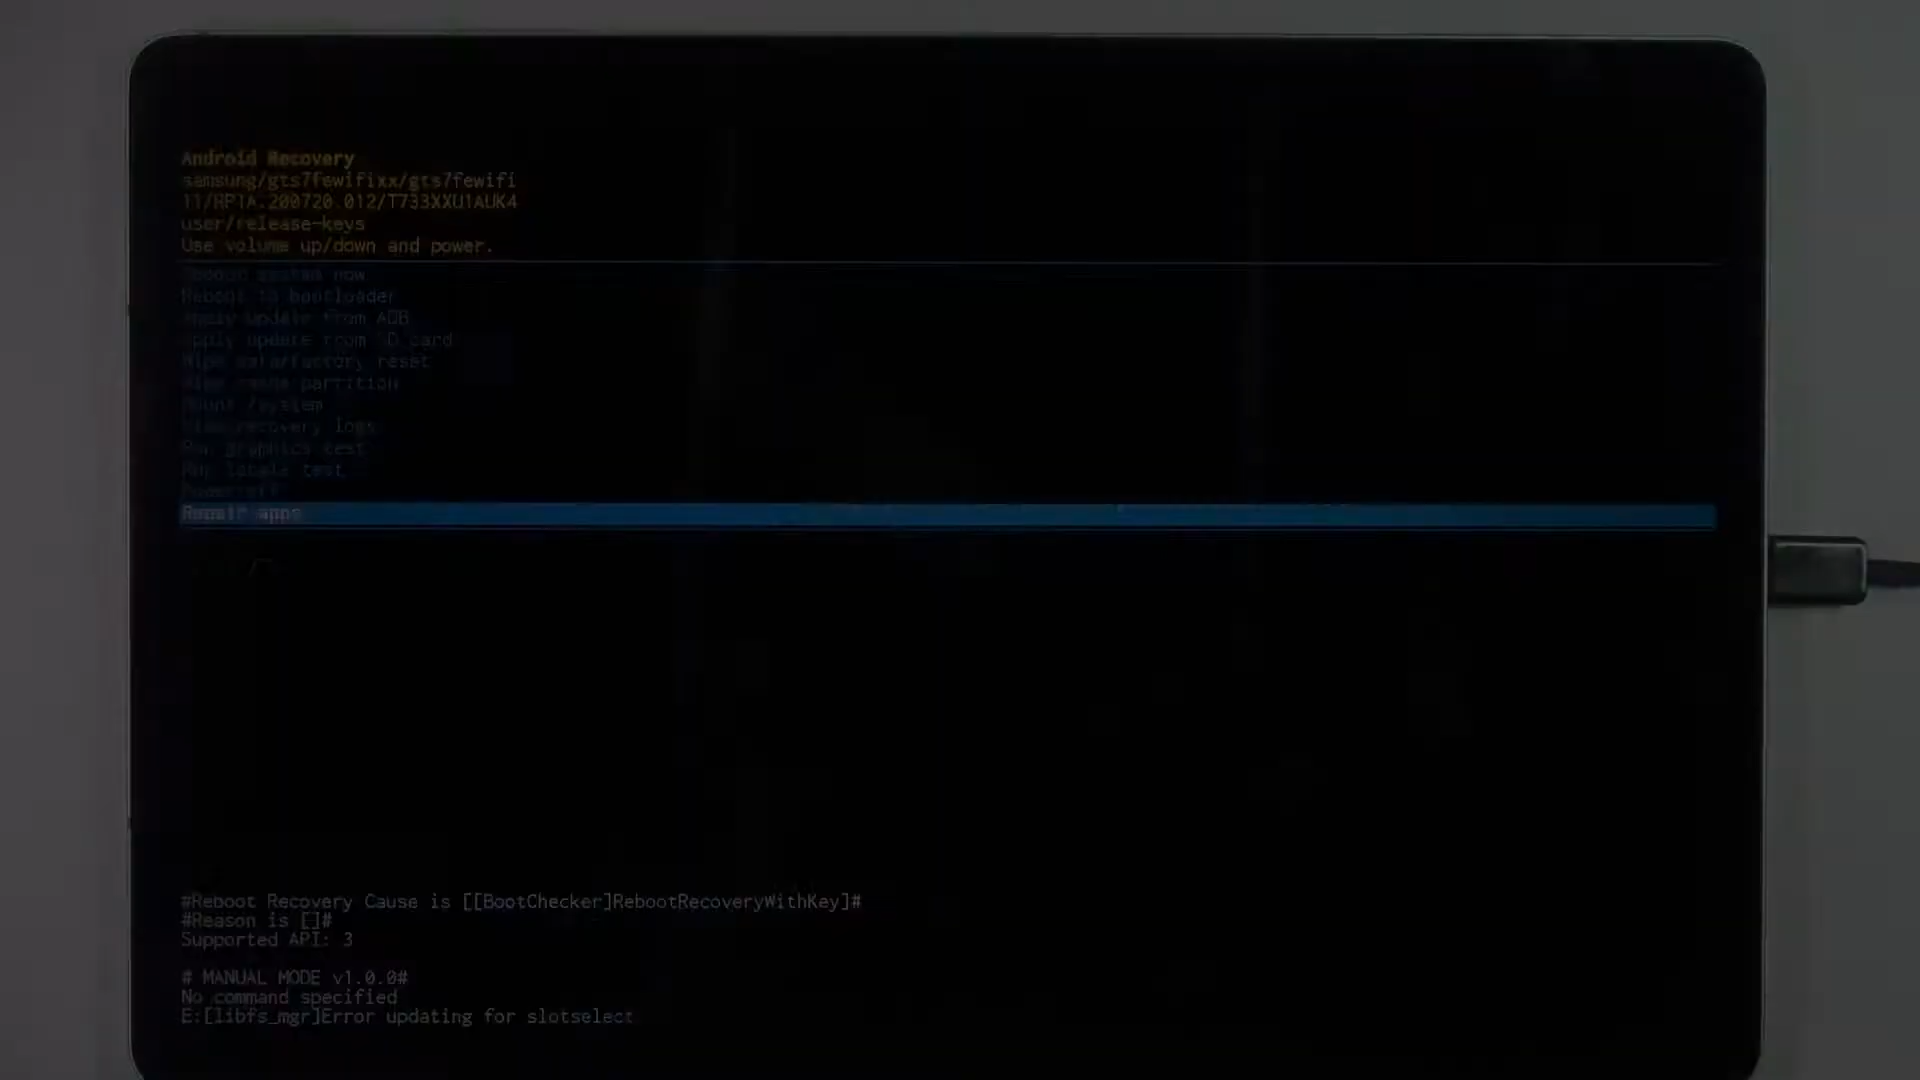 Android Recovery
samsung/gts7fewifixx/gts7fewifi
11/RP1A.200720.012/T733XXU1AUK4
user/release-keys
Use volume up/down and power.
Reboot system now
Reboot to bootloader
Apply update from ADB
Apply update from SD card
Wipe data/factory reset
Wipe cache partition
Mount /system
View recovery logs
Run graphics test
Run locale test
Power off
Repair apps
#Reboot Recovery Cause is [[BootChecker]RebootRecoveryWithKey]#
#Reason is []#
Supported API: 3
# MANUAL MODE v1.0.0#
No command specified
E:[libfs_mgr]Error updating for slotselect